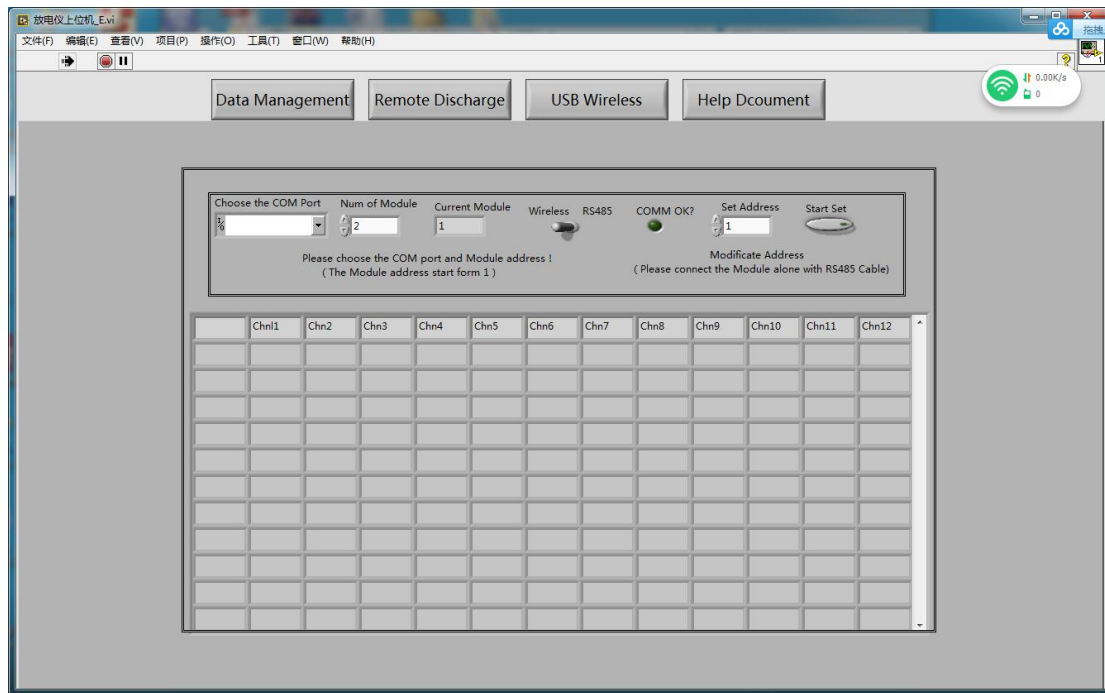 放电仪上位机_E.vi
文件(F) 编辑(E) 查看(V) 项目(P) 操作(O) 工具(T) 窗口(W) 帮助(H)
拖拽
0.00K/s
0
Data Management Remote Discharge USB Wireless Help Dcoument
Choose the COM Port Num of Module Current Module Wireless RS485 COMM OK? Set Address Start Set
2 1 1
Please choose the COM port and Module address !
( The Module address start form 1 )
Modificate Address
( Please connect the Module alone with RS485 Cable)
Chnl1 Chn2 Chn3 Chn4 Chn5 Chn6 Chn7 Chn8 Chn9 Chn10 Chn11 Chn12